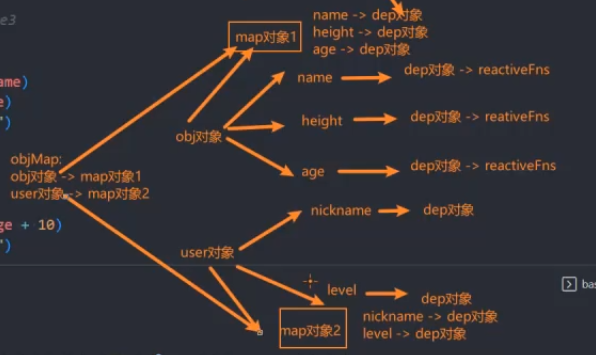 e3
name -> dep对象
height -> dep对象
age -> dep对象
map对象1
name
dep对象 -> reactiveFns
ame)
e)
")
obj对象
height
dep对象 -> reativeFns
objMap:
obj对象 -> map对象1
user对象 -> map对象2
age
dep对象 -> reactiveFns
nickname
dep对象
ge + 10)
")
user对象
level
dep对象
bas
map对象2
nickname -> dep对象
level -> dep对象